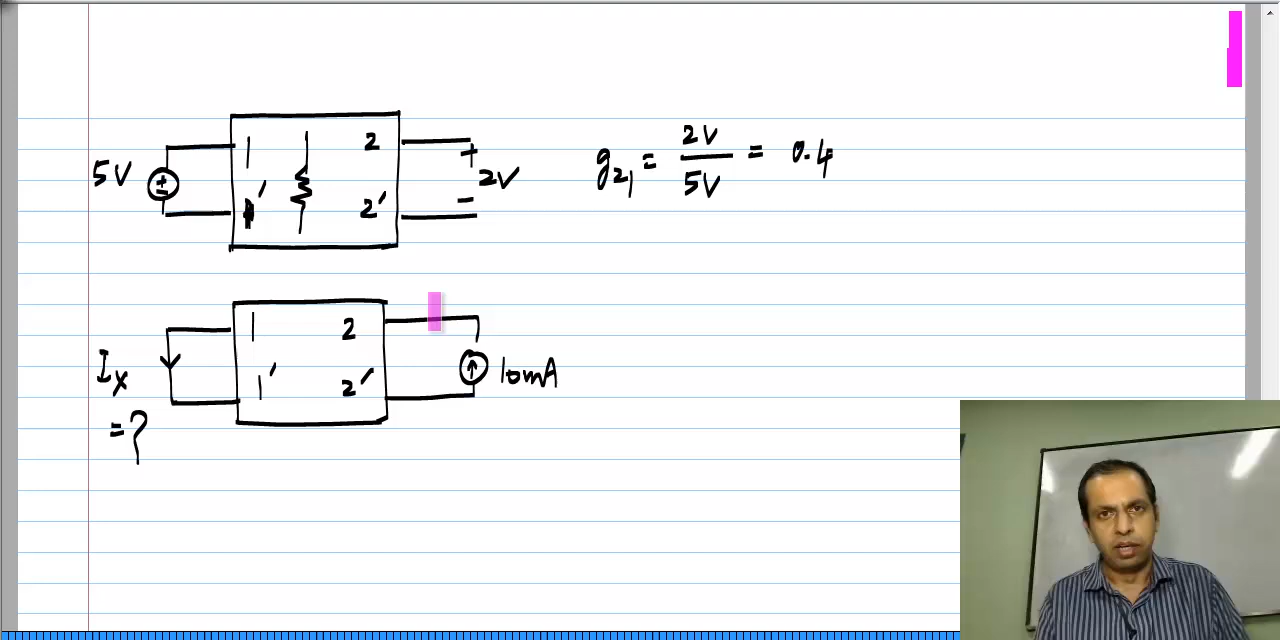 5V
1 2
1′ 2′
+
2V
−
g21 = 2V / 5V = 0.4
1 2
1′ 2′
Ix
= ?
10mA